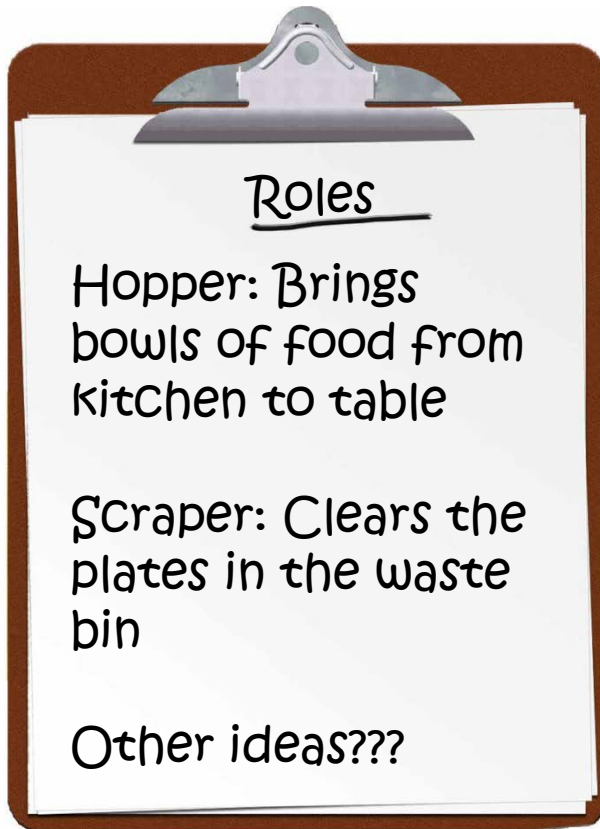 Roles
Hopper: Brings
bowls of food from
kitchen to table
Scraper: Clears the
plates in the waste
bin
Other ideas???